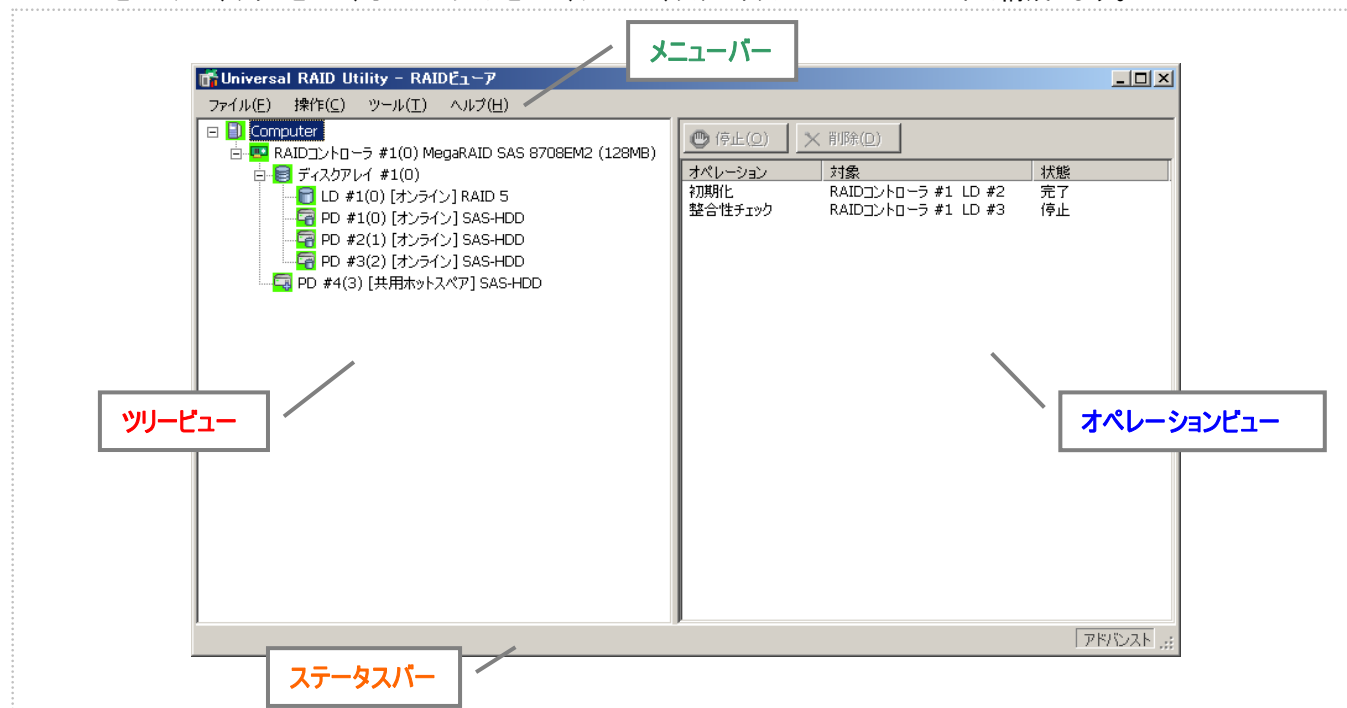 メニューバー
Universal RAID Utility - RAIDビューア
ファイル(F) 操作(C) ツール(T) ヘルプ(H)
Computer
RAIDコントローラ #1(0) MegaRAID SAS 8708EM2 (128MB)
ディスクアレイ #1(0)
LD #1(0) [オンライン] RAID 5
PD #1(0) [オンライン] SAS-HDD
PD #2(1) [オンライン] SAS-HDD
PD #3(2) [オンライン] SAS-HDD
PD #4(3) [共用ホットスペア] SAS-HDD
停止(O) 削除(D)
オペレーション 対象 状態
初期化 RAIDコントローラ #1 LD #2 完了
整合性チェック RAIDコントローラ #1 LD #3 停止
ツリービュー
オペレーションビュー
アドバンスト
ステータスバー